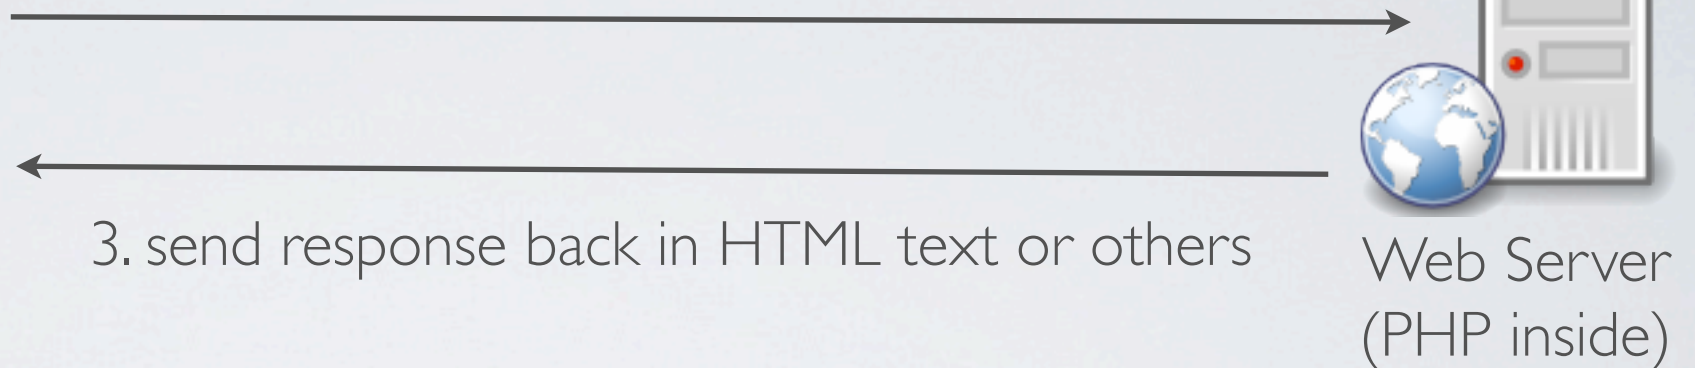 3. send response back in HTML text or others
Web Server
(PHP inside)